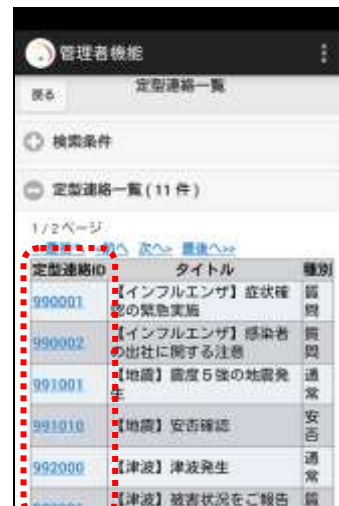 管理者機能
戻る
定型連絡一覧
検索条件
定型連絡一覧(11 件)
1/2ページ
前へ 次へ> 最後へ>>
定型連絡ID タイトル 種別
990001 【インフルエンザ】症状確認の緊急実施 質問
990002 【インフルエンザ】感染者の出社に関する注意 質問
991001 【地震】震度5強の地震発生 通常
991010 【地震】安否確認 安否
992000 【津波】津波発生 通常
【津波】被害状況をご報告 質